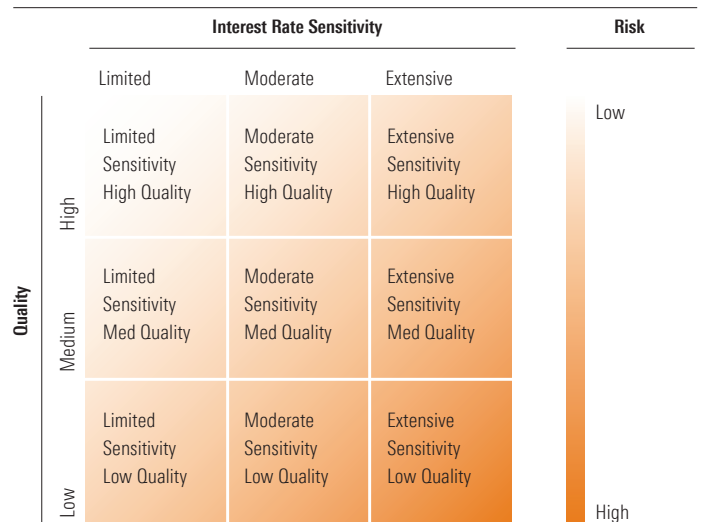 Interest Rate Sensitivity
Risk
Limited
Moderate
Extensive
Low
Quality
High
Limited
Sensitivity
High Quality
Moderate
Sensitivity
High Quality
Extensive
Sensitivity
High Quality
Medium
Limited
Sensitivity
Med Quality
Moderate
Sensitivity
Med Quality
Extensive
Sensitivity
Med Quality
Low
Limited
Sensitivity
Low Quality
Moderate
Sensitivity
Low Quality
Extensive
Sensitivity
Low Quality
High